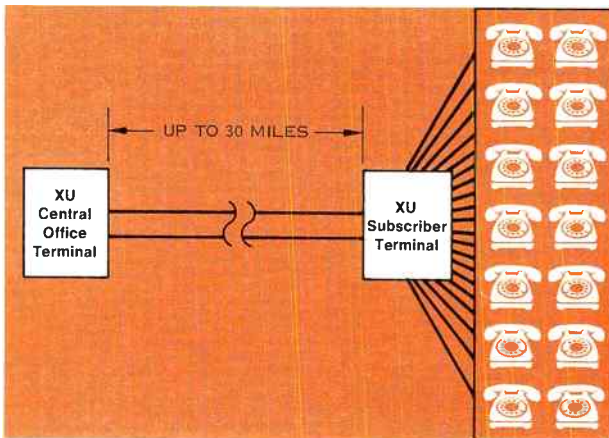 UP TO 30 MILES
XU
Central
Office
Terminal
XU
Subscriber
Terminal